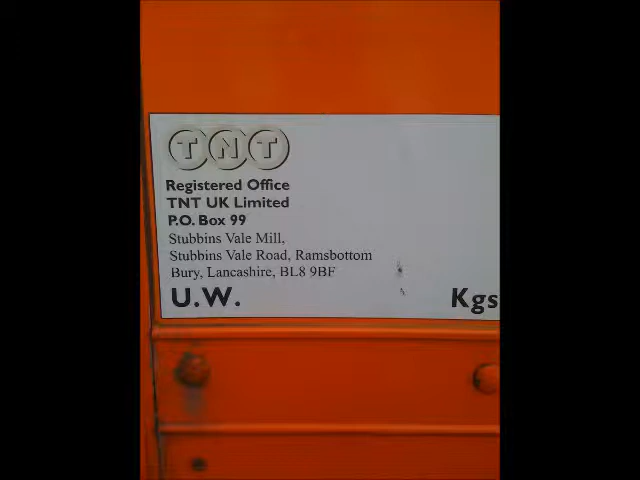 TNT
Registered Office
TNT UK Limited
P.O. Box 99
Stubbins Vale Mill,
Stubbins Vale Road, Ramsbottom
Bury, Lancashire, BL8 9BF
U.W. Kgs